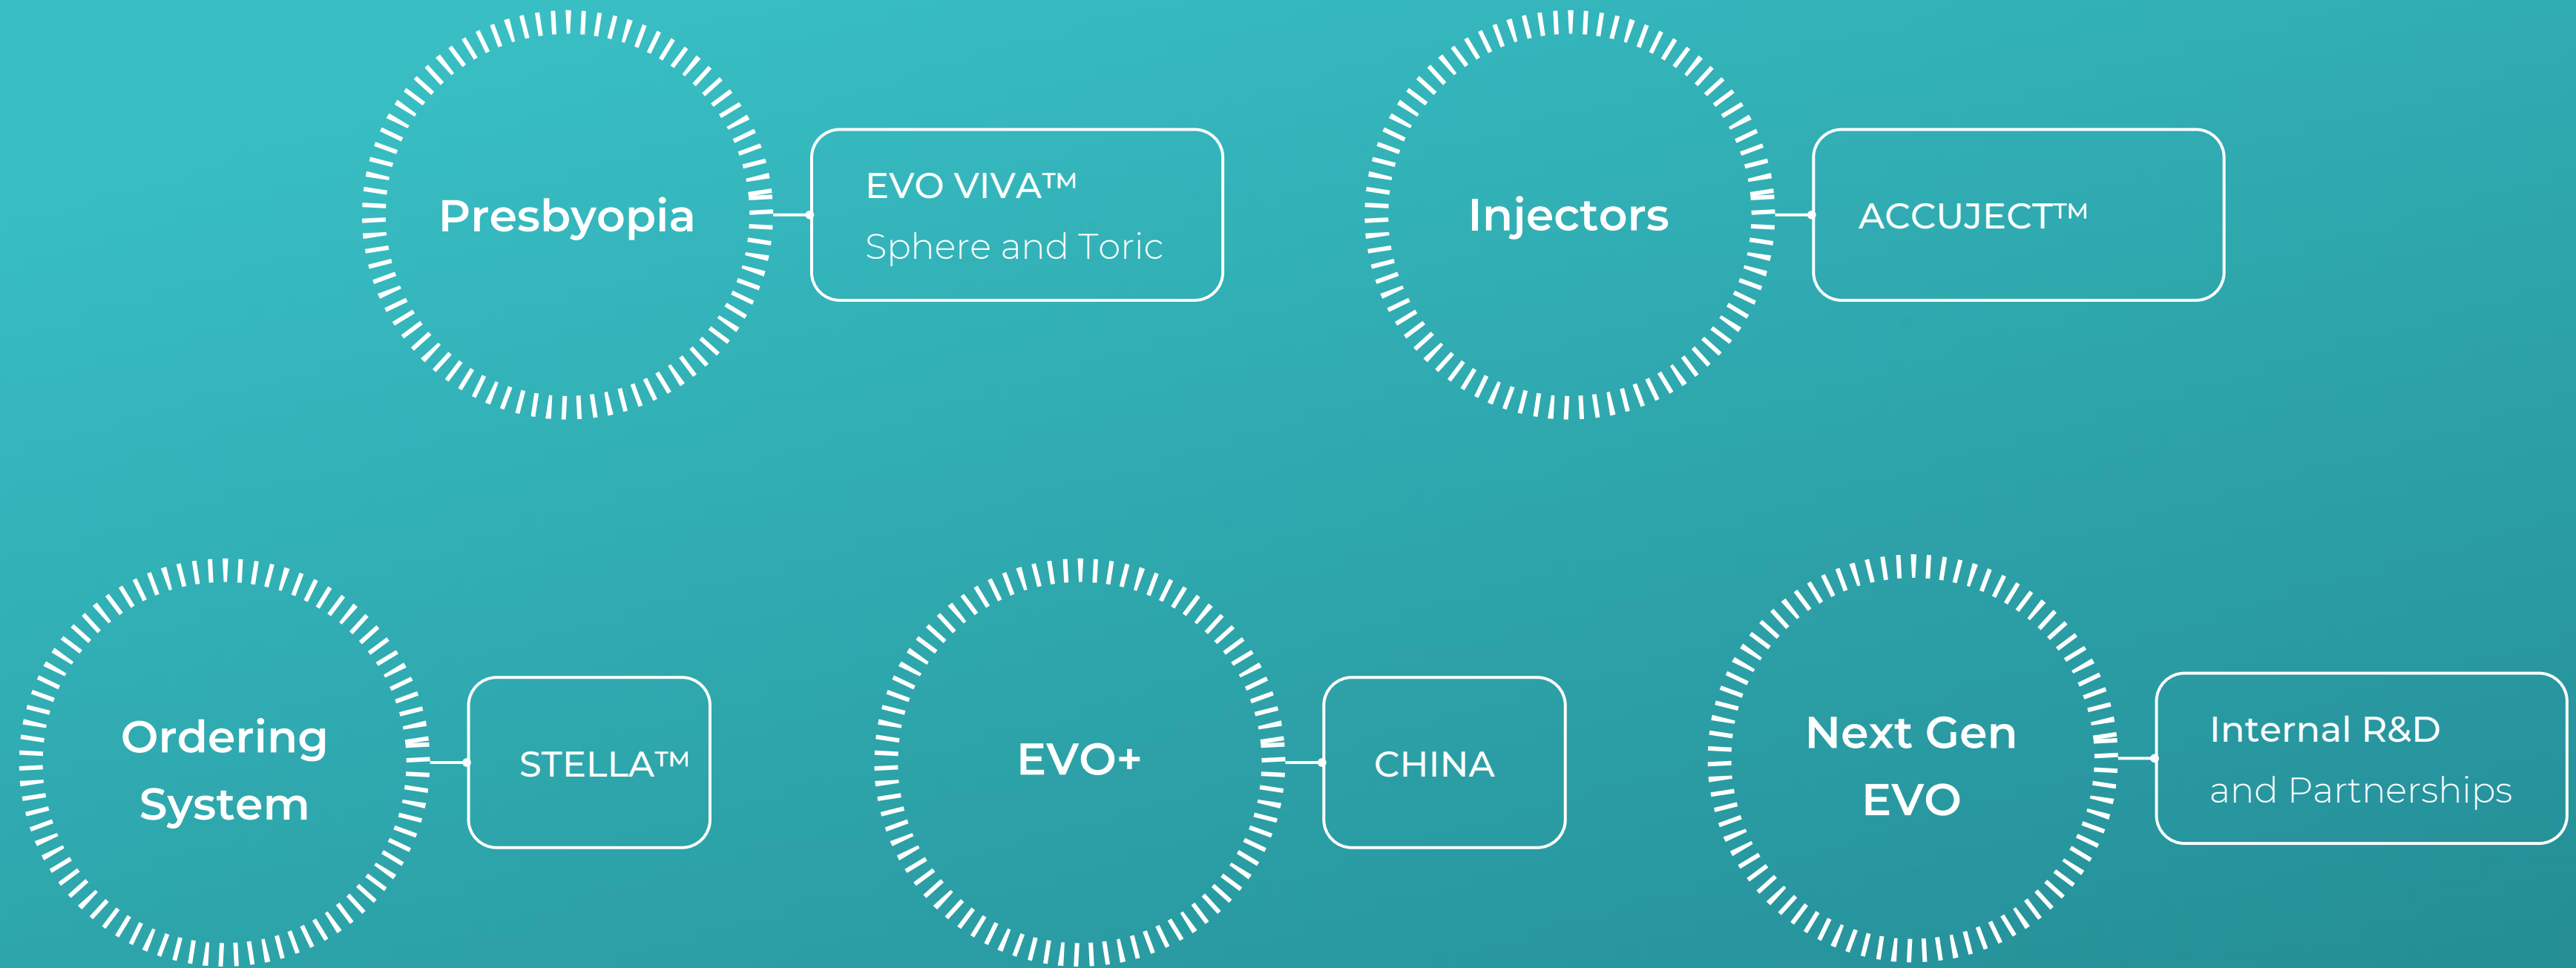 Presbyopia
EVO VIVA™
Sphere and Toric
Injectors
ACCUJECT™
Ordering
System
STELLA™
EVO+
CHINA
Next Gen
EVO
Internal R&D
and Partnerships